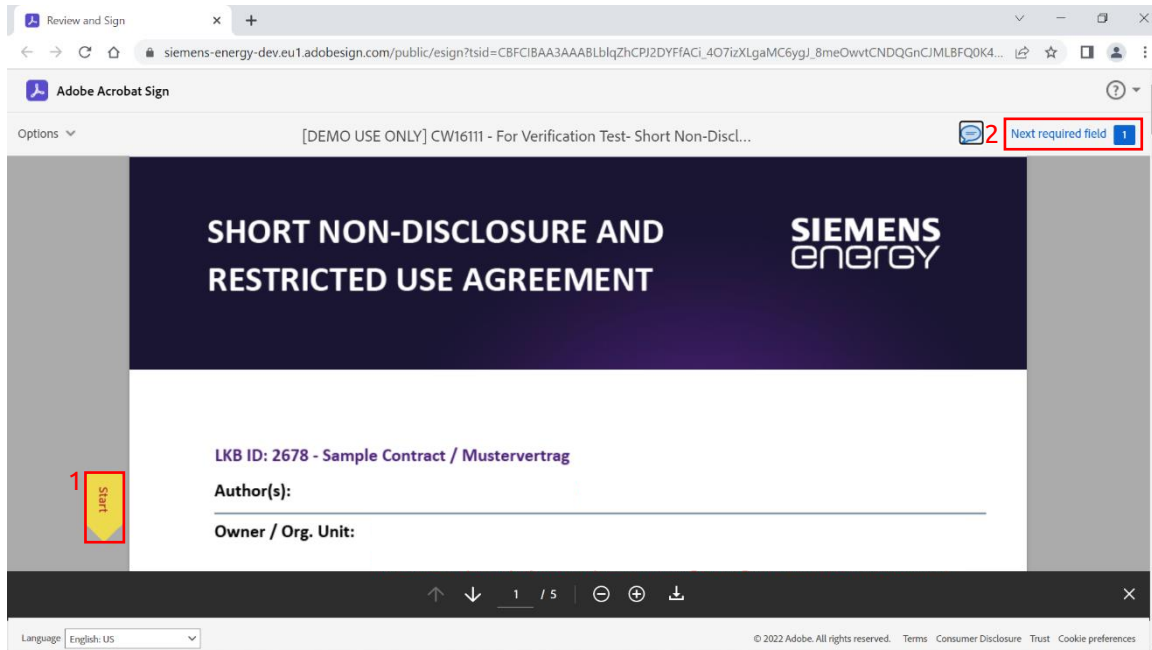 Review and Sign
siemens-energy-dev.eu1.adobesign.com/public/esign?tsid=CBFCIBAA3AAABLblqZhCPJ2DYFfACi_4O7izXLgaMC6ygJ_8meOwvtCNDQGnCJMLBFQ0K4...
Adobe Acrobat Sign
Options
[DEMO USE ONLY] CW16111 - For Verification Test- Short Non-Discl...
2 Next required field 1
SHORT NON-DISCLOSURE AND
RESTRICTED USE AGREEMENT
SIEMENS
energy
LKB ID: 2678 - Sample Contract / Mustervertrag
1
Start
Author(s):
Owner / Org. Unit:
1 / 5
Language English: US
© 2022 Adobe. All rights reserved. Terms Consumer Disclosure Trust Cookie preferences